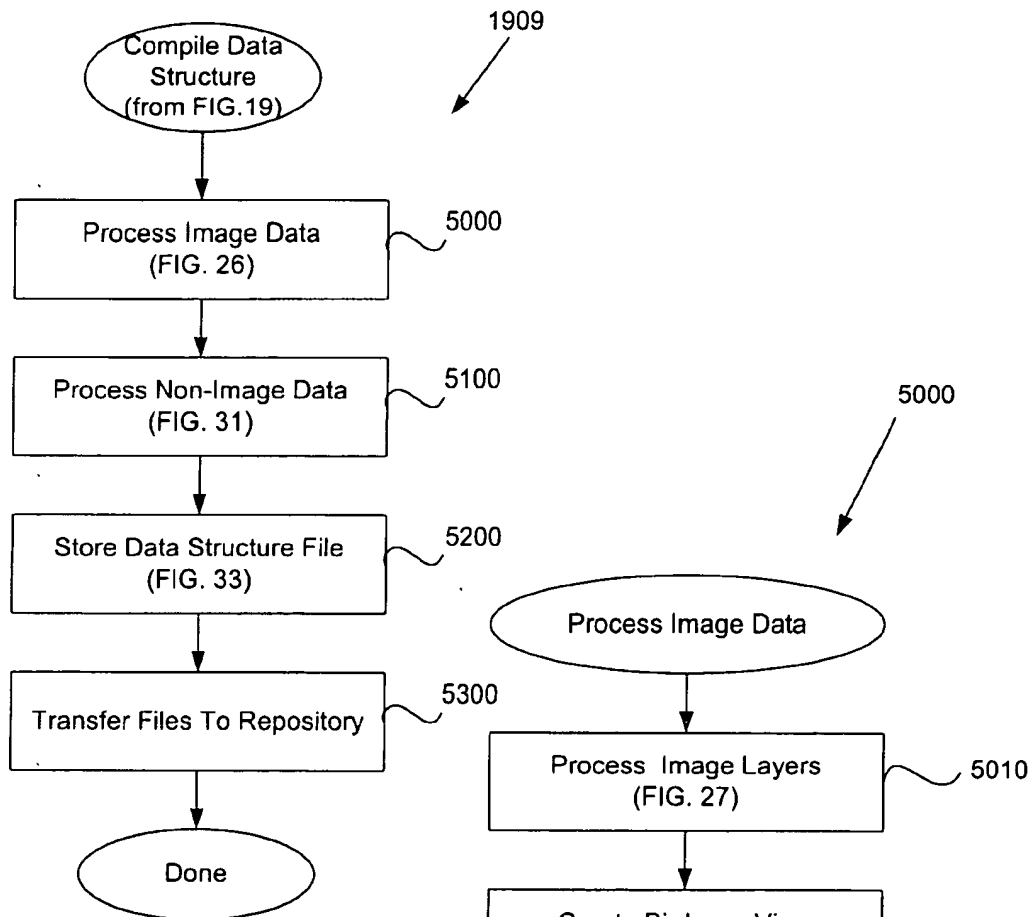 1909
Compile Data
Structure
(from FIG.19)
Process Image Data
(FIG. 26)
5000
Process Non-Image Data
(FIG. 31)
5100
Store Data Structure File
(FIG. 33)
5200
Transfer Files To Repository
5300
Done
5000
Process Image Data
Process Image Layers
(FIG. 27)
5010